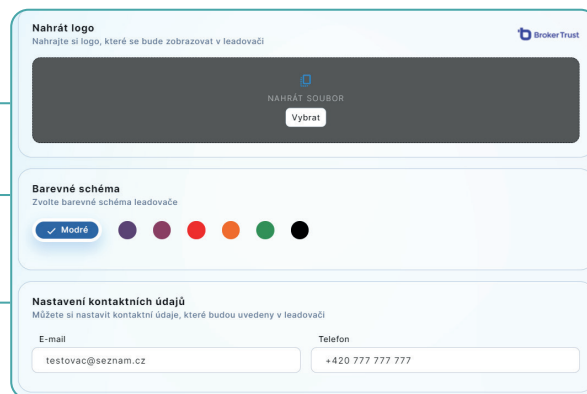 Nahrát logo
Nahrajte si logo, které se bude zobrazovat v leadovači
BrokerTrust
NAHRÁT SOUBOR
Vybrat
Barevné schéma
Zvolte barevné schéma leadovače
Modré
Nastavení kontaktních údajů
Můžete si nastavit kontaktní údaje, které budou uvedeny v leadovači
E-mail
Telefon
testovac@seznam.cz
+420 777 777 777